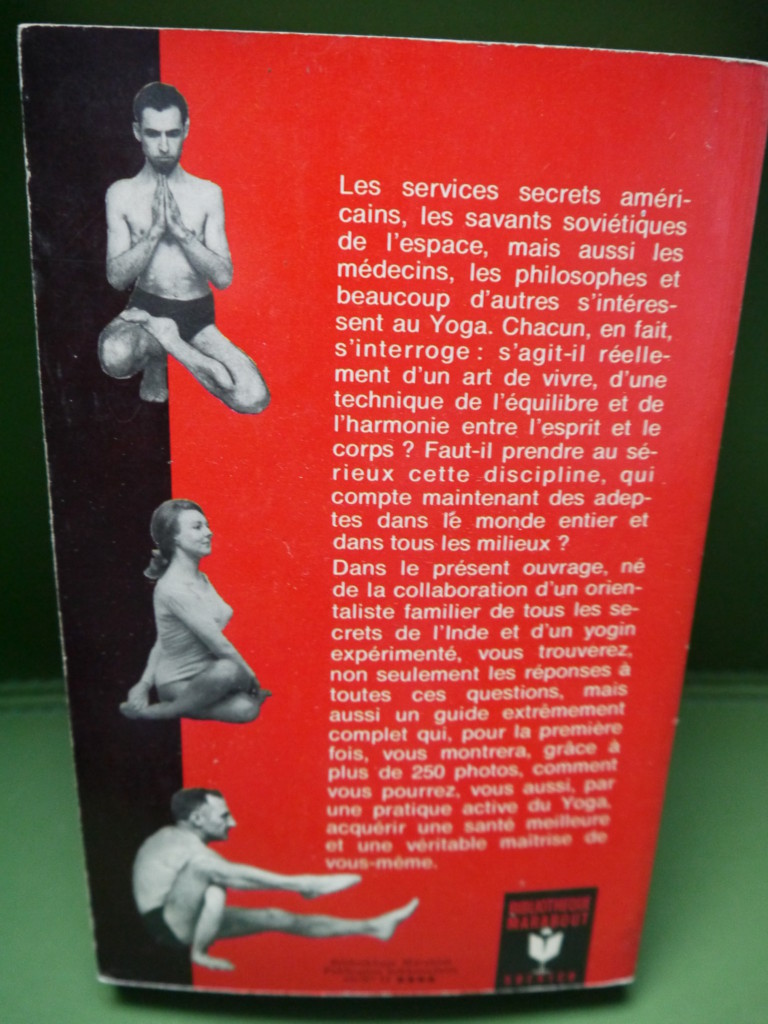 Les services secrets améri-
cains, les savants soviétiques
de l'espace, mais aussi les
médecins, les philosophes et
beaucoup d'autres s'intéres-
sent au Yoga. Chacun, en fait,
s'interroge : s'agit-il réelle-
ment d'un art de vivre, d'une
technique de l'équilibre et de
l'harmonie entre l'esprit et le
corps ? Faut-il prendre au sé-
rieux cette discipline, qui
compte maintenant des adep-
tes dans le monde entier et
dans tous les milieux ?
Dans le présent ouvrage, né
de la collaboration d'un orien-
taliste familier de tous les se-
crets de l'Inde et d'un yogin
expérimenté, vous trouverez,
non seulement les réponses à
toutes ces questions, mais
aussi un guide extrêmement
complet qui, pour la première
fois, vous montrera, grâce à
plus de 250 photos, comment
vous pourrez, vous aussi, par
une pratique active du Yoga,
acquérir une santé meilleure
et une véritable maîtrise de
vous-même.
BIBLIOTHEQUE
MARABOUT
SERVICE